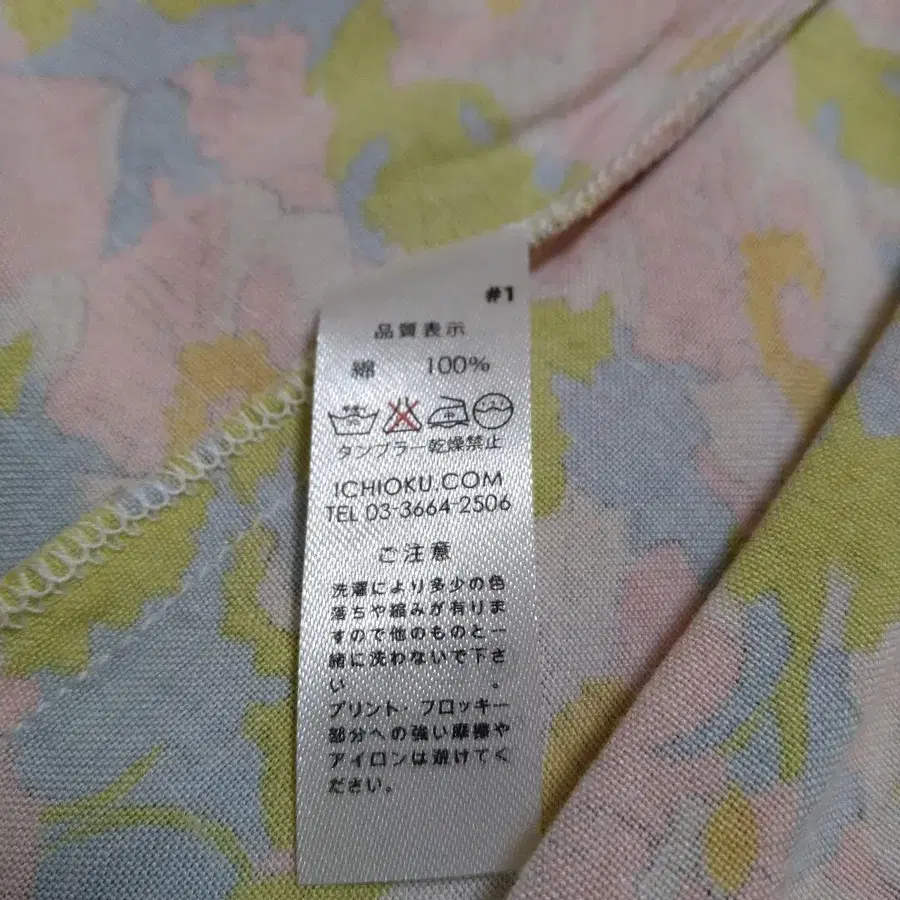 #1
品質表示
綿 100%
タンブラー乾燥禁止
ICHIOKU.COM
TEL 03-3664-2506
ご注意
洗濯により多少の色
落ちや縮みが有りま
すので他のものと一
緒に洗わないで下さ
い。
プリント・フロッキー
部分への強い摩擦や
アイロンは避けてく
ださい。